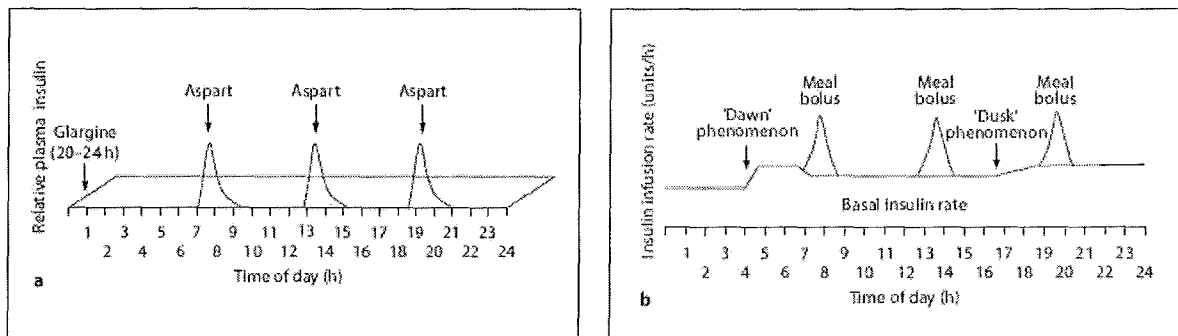 Relative plasma insulin
Glargine
(20–24 h)
Aspart
Aspart
Aspart
1 3 5 7 9 11 13 15 17 19 21 23
2 4 6 8 10 12 14 16 18 20 22 24
Time of day (h)
a
Insulin infusion rate (units/h)
'Dawn'
phenomenon
Meal
bolus
Meal
bolus
'Dusk'
phenomenon
Meal
bolus
Basal insulin rate
1 3 5 7 9 11 13 15 17 19 21 23
2 4 6 8 10 12 14 16 18 20 22 24
Time of day (h)
b